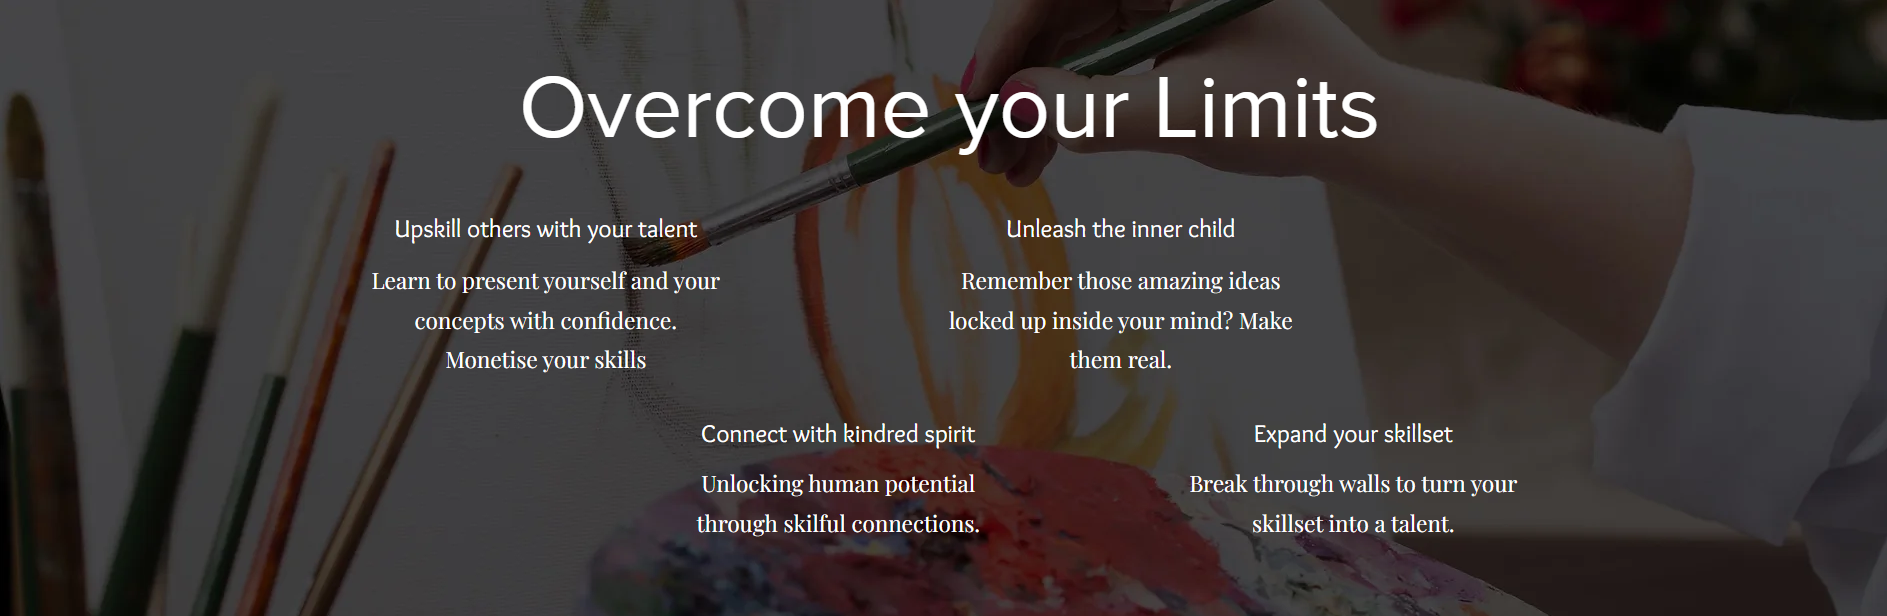 Overcome your Limits
Upskill others with your talent
Learn to present yourself and your
concepts with confidence.
Monetise your skills
Unleash the inner child
Remember those amazing ideas
locked up inside your mind? Make
them real.
Connect with kindred spirit
Unlocking human potential
through skilful connections.
Expand your skillset
Break through walls to turn your
skillset into a talent.